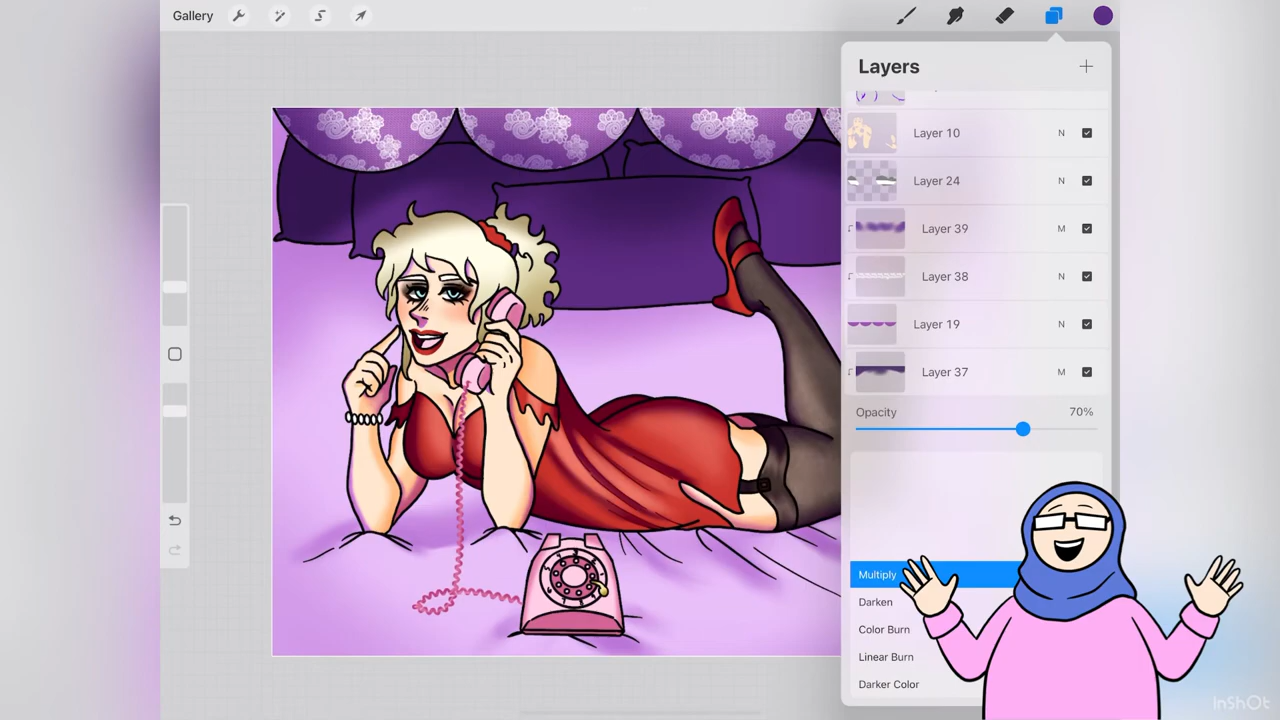 Gallery
Layers
Layer 10 N
Layer 24 N
Layer 39 M
Layer 38 N
Layer 19 N
Layer 37 M
Opacity 70%
Multiply
Darken
Color Burn
Linear Burn
Darker Color
InShOt